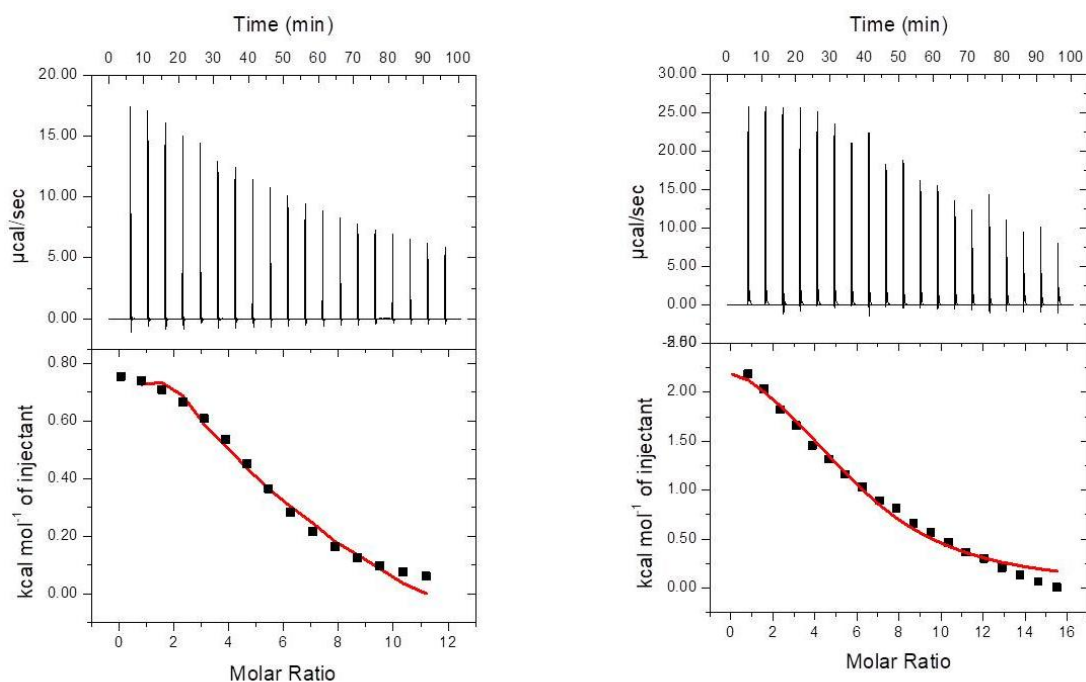 Time (min)
0 10 20 30 40 50 60 70 80 90 100
20.00
15.00
10.00
5.00
0.00
µcal/sec
0.80
0.60
0.40
0.20
0.00
kcal mol⁻¹ of injectant
0 2 4 6 8 10 12
Molar Ratio
Time (min)
0 10 20 30 40 50 60 70 80 90 100
30.00
25.00
20.00
15.00
10.00
5.00
0.00
µcal/sec
2.00
1.50
1.00
0.50
0.00
kcal mol⁻¹ of injectant
0 2 4 6 8 10 12 14 16
Molar Ratio